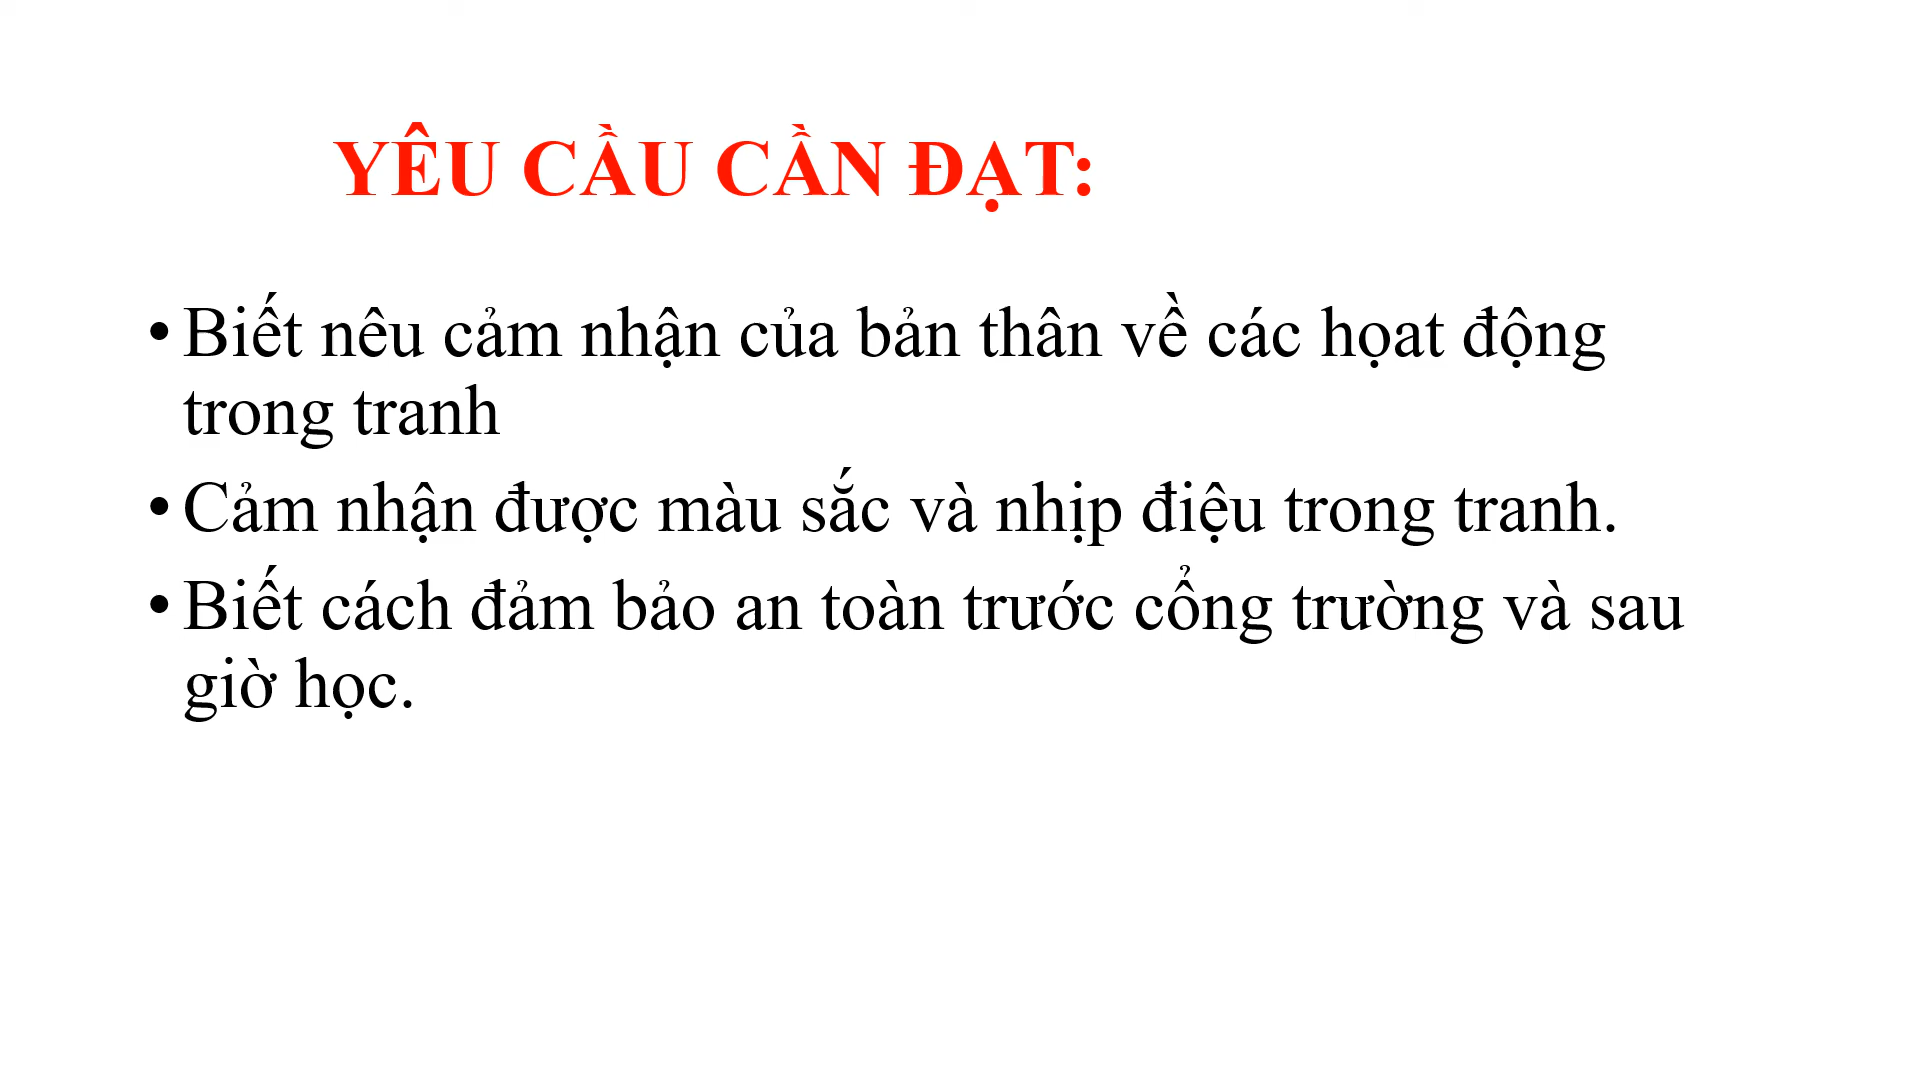 YÊU CẦU CẦN ĐẠT:
• Biết nêu cảm nhận của bản thân về các họat động
trong tranh
• Cảm nhận được màu sắc và nhịp điệu trong tranh.
• Biết cách đảm bảo an toàn trước cổng trường và sau
giờ học.